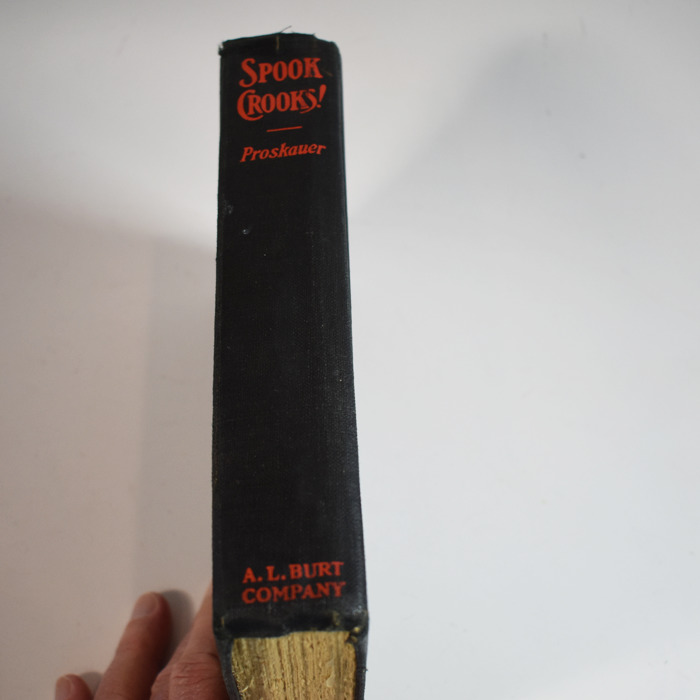 SPOOK
CROOKS!
Proskauer
A. L. BURT
COMPANY